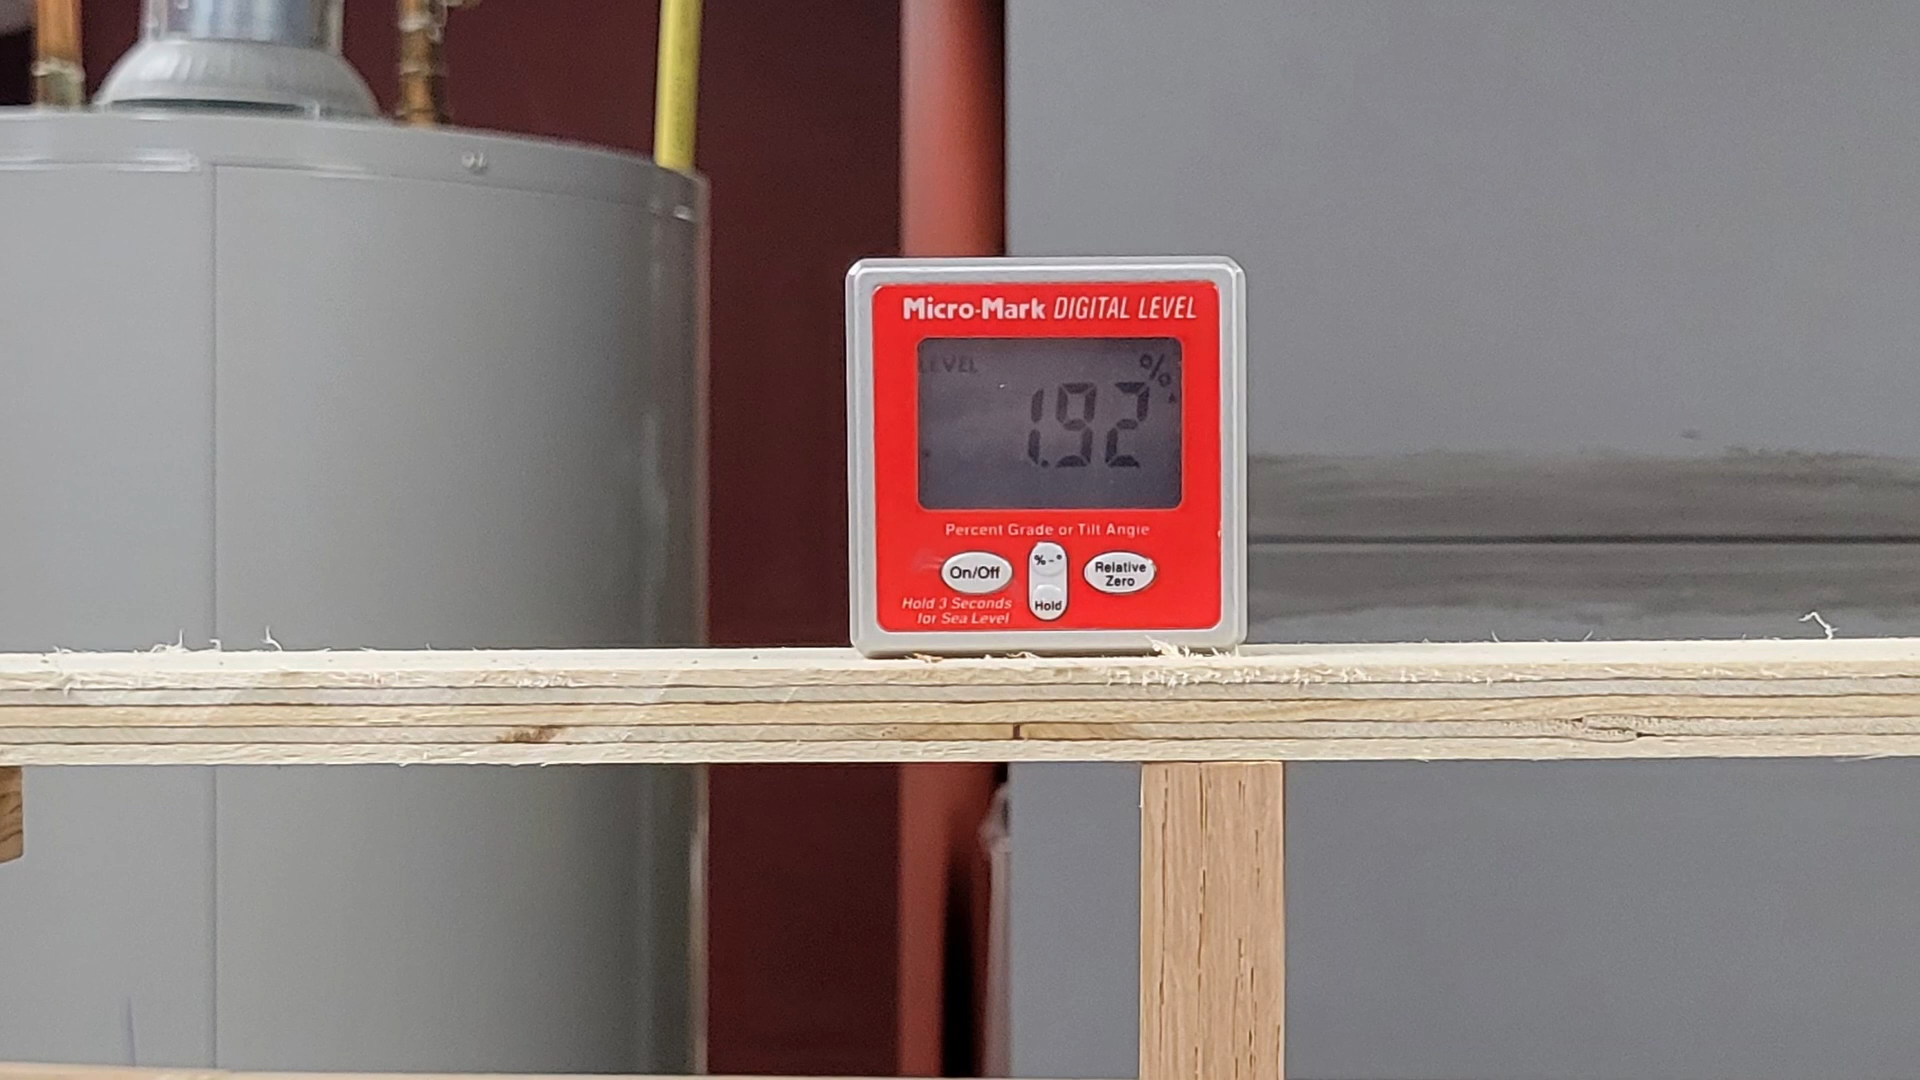 Micro-Mark DIGITAL LEVEL
LEVEL %
1.92
Percent Grade or Tilt Angle
On/Off
%-°
Hold
Relative
Zero
Hold 3 Seconds
for Sea Level